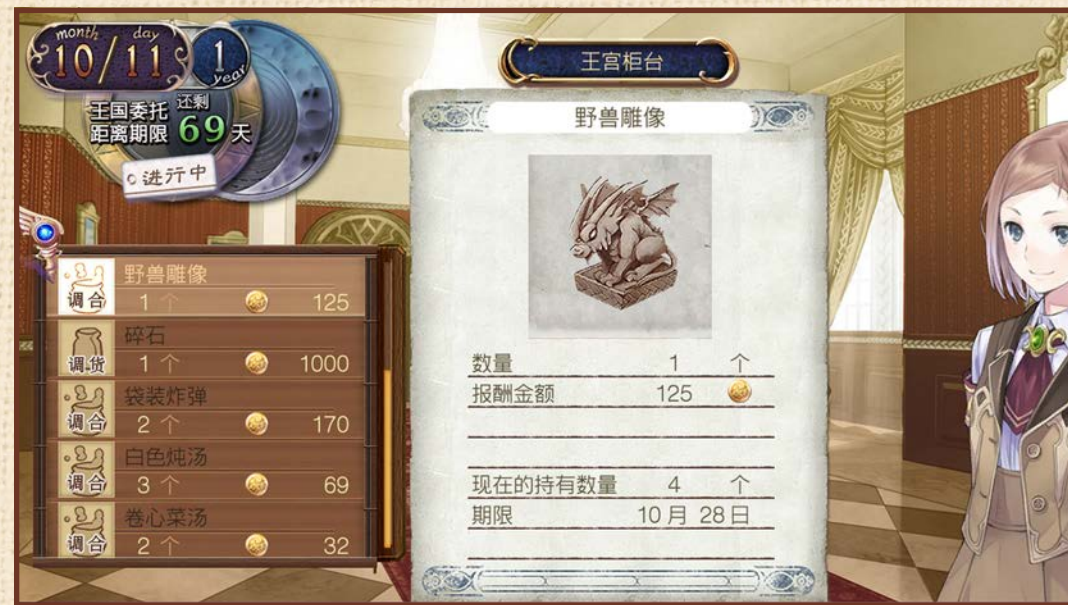 month day
10/11 1
year
王国委托 还剩
距离期限 69 天
进行中
野兽雕像
调合 1 个 125
碎石
调货 1 个 1000
袋装炸弹
调合 2 个 170
白色炖汤
调合 3 个 69
卷心菜汤
调合 2 个 32
王宫柜台
野兽雕像
数量 1 个
报酬金额 125
现在的持有数量 4 个
期限 10 月 28 日